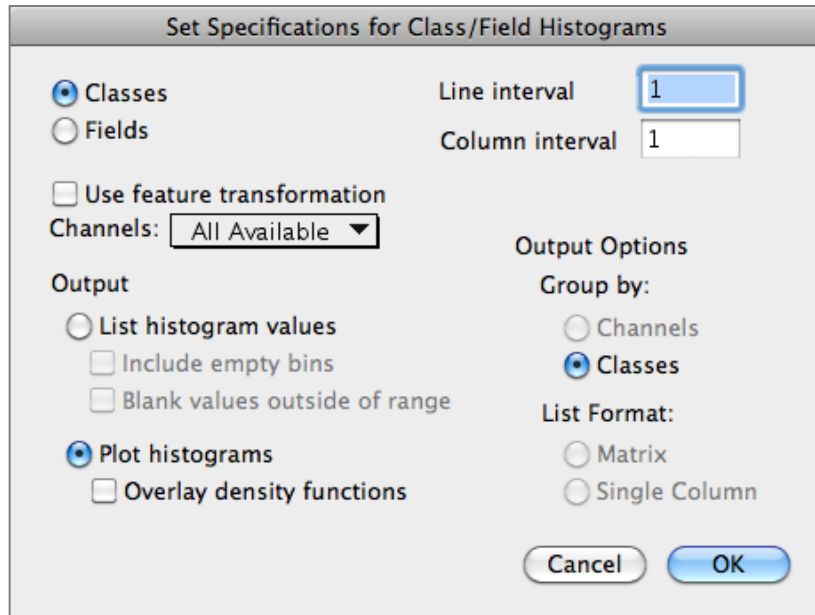 Set Specifications for Class/Field Histograms
Classes
Fields
Line interval 1
Column interval 1
Use feature transformation
Channels: All Available
Output
List histogram values
Include empty bins
Blank values outside of range
Plot histograms
Overlay density functions
Output Options
Group by:
Channels
Classes
List Format:
Matrix
Single Column
Cancel
OK